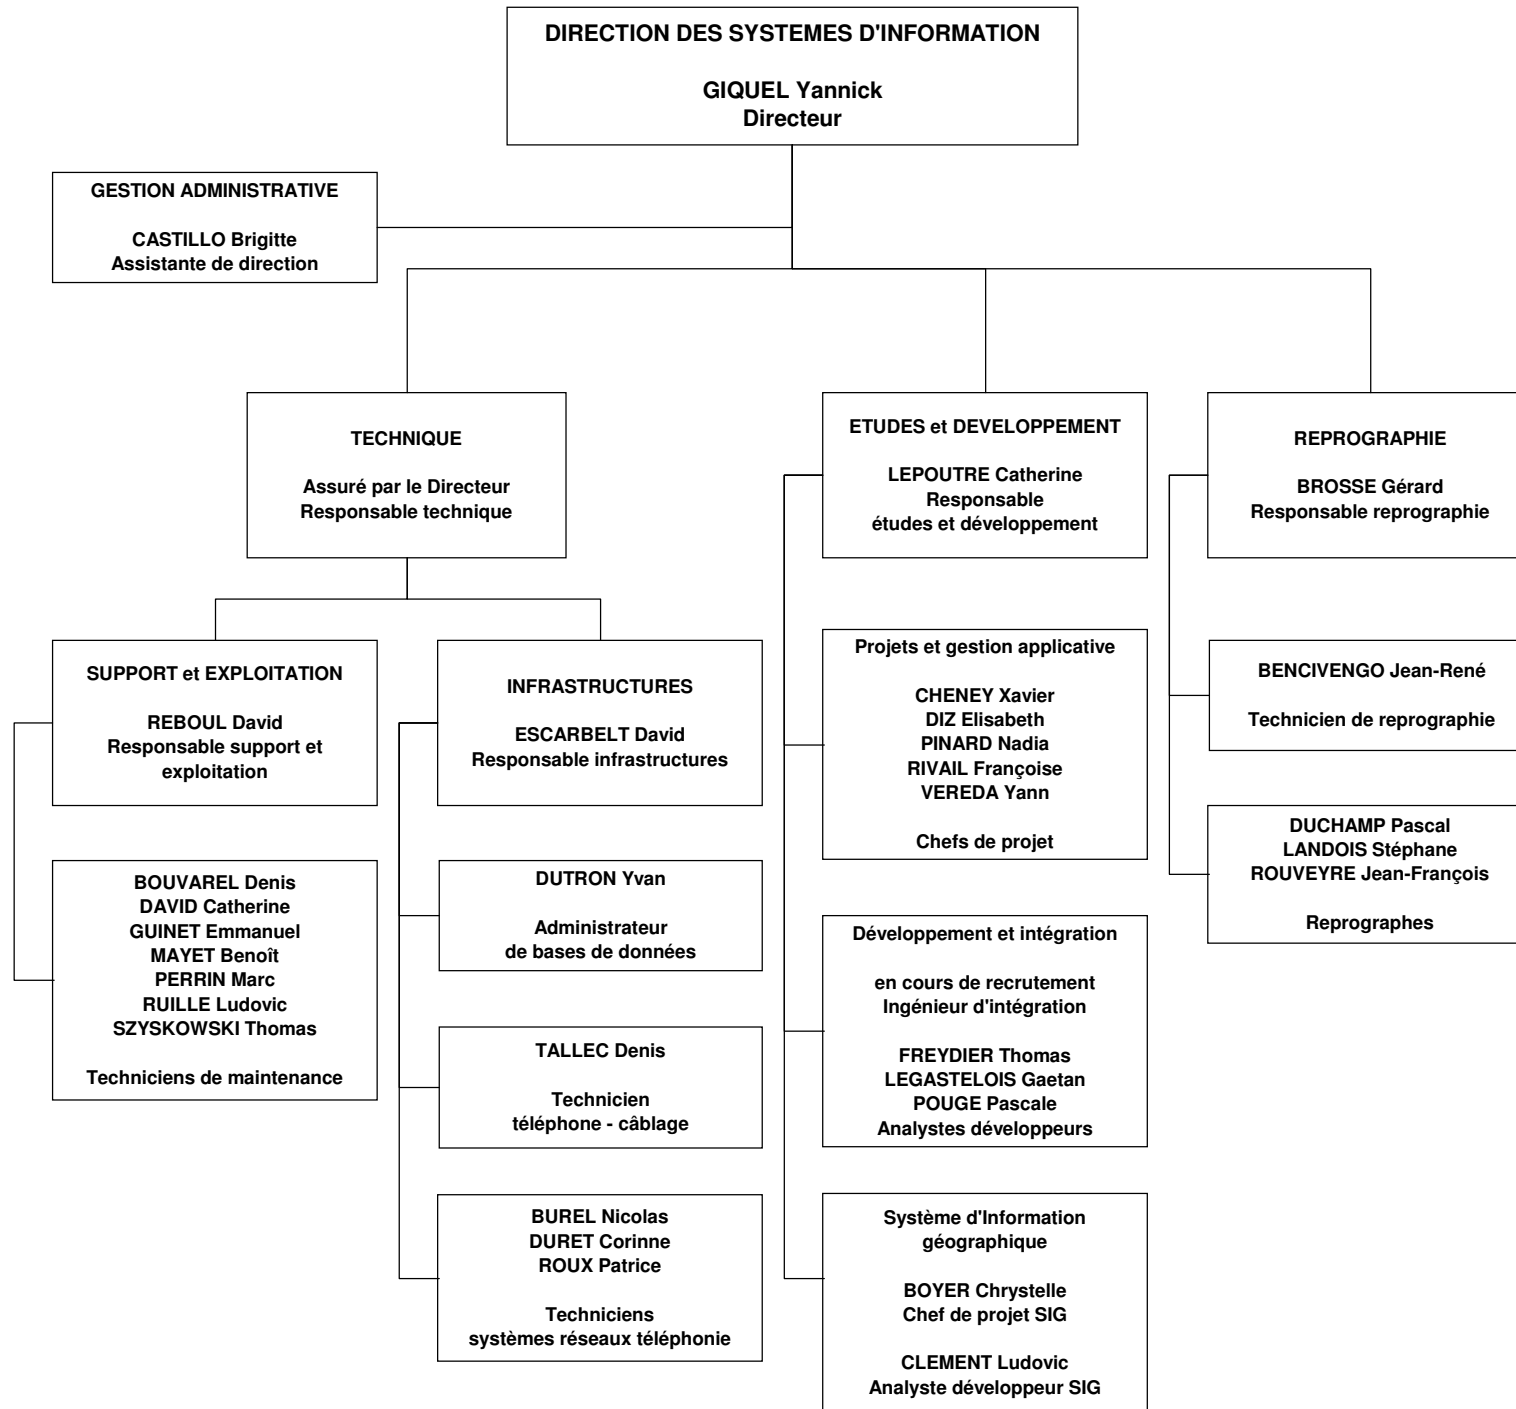 DIRECTION DES SYSTEMES D'INFORMATION
GIQUEL Yannick
Directeur
GESTION ADMINISTRATIVE
CASTILLO Brigitte
Assistante de direction
TECHNIQUE
Assuré par le Directeur
Responsable technique
ETUDES et DEVELOPPEMENT
LEPOUTRE Catherine
Responsable
études et développement
REPROGRAPHIE
BROSSE Gérard
Responsable reprographie
SUPPORT et EXPLOITATION
REBOUL David
Responsable support et
exploitation
INFRASTRUCTURES
ESCARBELT David
Responsable infrastructures
Projets et gestion applicative
CHENEY Xavier
DIZ Elisabeth
PINARD Nadia
RIVAIL Françoise
VEREDA Yann
Chefs de projet
BENCIVENGO Jean-René
Technicien de reprographie
DUCHAMP Pascal
LANDOIS Stéphane
ROUVEYRE Jean-François
Reprographes
BOUVAREL Denis
DAVID Catherine
GUINET Emmanuel
MAYET Benoît
PERRIN Marc
RUILLE Ludovic
SZYSKOWSKI Thomas
Techniciens de maintenance
DUTRON Yvan
Administrateur
de bases de données
Développement et intégration
en cours de recrutement
Ingénieur d'intégration
FREYDIER Thomas
LEGASTELOIS Gaetan
POUGE Pascale
Analystes développeurs
TALLEC Denis
Technicien
téléphone - câblage
BUREL Nicolas
DURET Corinne
ROUX Patrice
Techniciens
systèmes réseaux téléphonie
Système d'Information
géographique
BOYER Chrystelle
Chef de projet SIG
CLEMENT Ludovic
Analyste développeur SIG